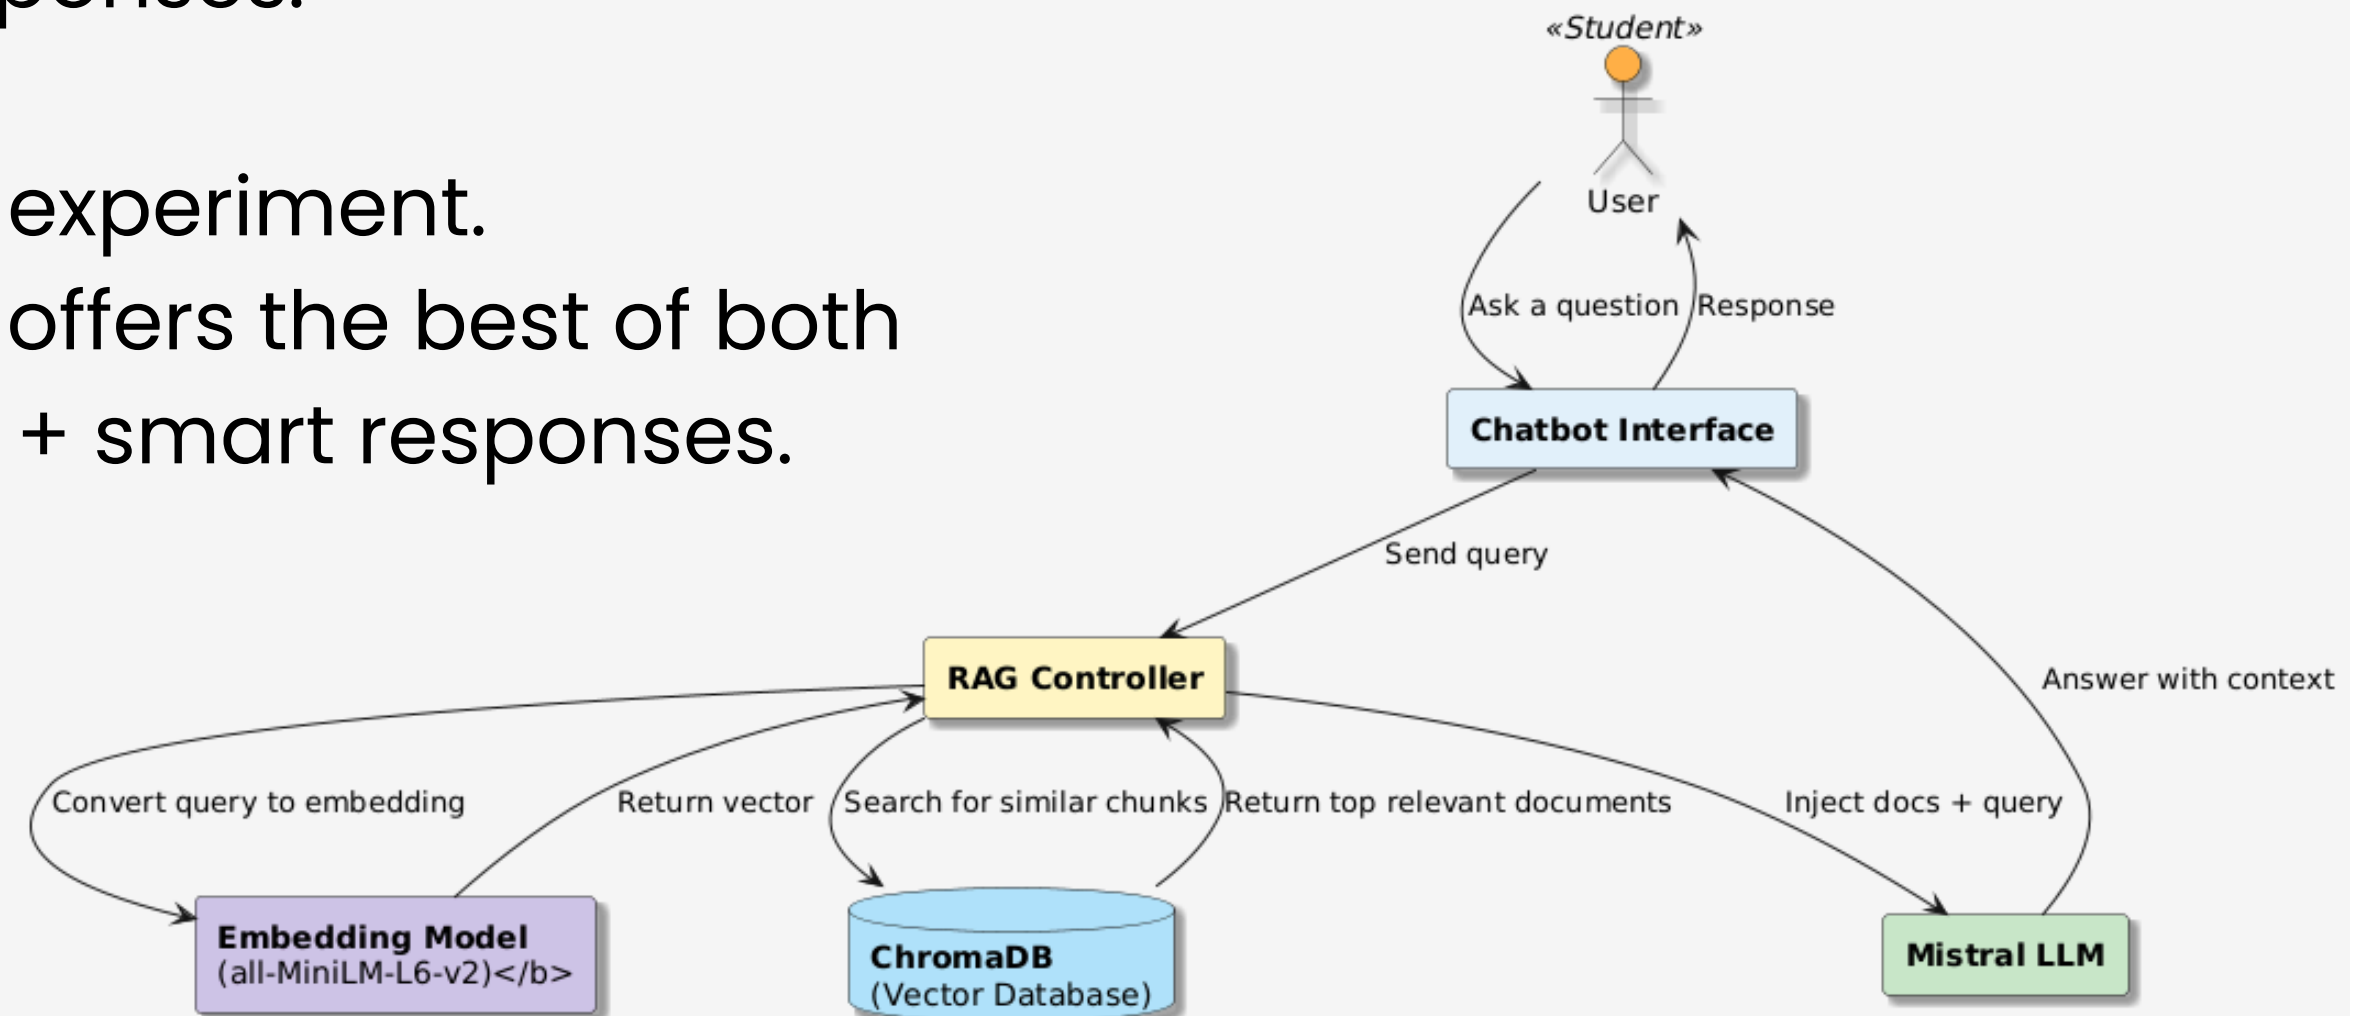 ponses.
experiment.
offers the best of both
+ smart responses.
«Student»
User
Ask a question
Response
Chatbot Interface
Send query
RAG Controller
Answer with context
Convert query to embedding
Return vector
Search for similar chunks
Return top relevant documents
Inject docs + query
Embedding Model
(all-MiniLM-L6-v2)</b>
ChromaDB
(Vector Database)
Mistral LLM